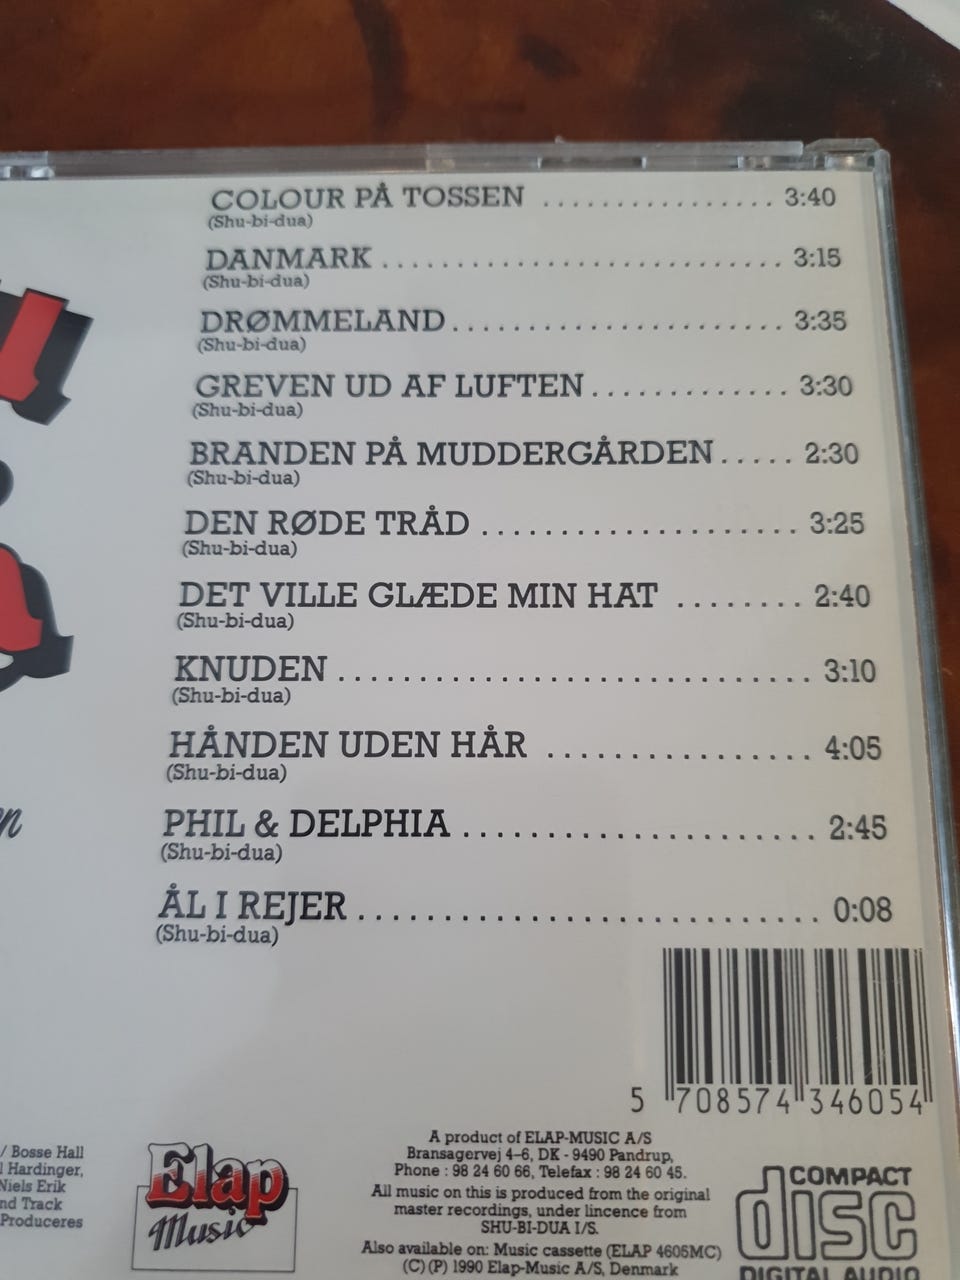 COLOUR PÅ TOSSEN ................ 3:40
(Shu-bi-dua)
DANMARK ........................... 3:15
(Shu-bi-dua)
DRØMMELAND....................... 3:35
(Shu-bi-dua)
GREVEN UD AF LUFTEN............ 3:30
(Shu-bi-dua)
BRANDEN PÅ MUDDERGÅRDEN..... 2:30
(Shu-bi-dua)
DEN RØDE TRÅD ................... 3:25
(Shu-bi-dua)
DET VILLE GLÆDE MIN HAT ........ 2:40
(Shu-bi-dua)
KNUDEN ............................ 3:10
(Shu-bi-dua)
HÅNDEN UDEN HÅR ............... 4:05
(Shu-bi-dua)
PHIL & DELPHIA .................... 2:45
(Shu-bi-dua)
ÅL I REJER ......................... 0:08
(Shu-bi-dua)
5 708574 346054
/ Bosse Hall
l Hardinger,
Niels Erik
nd Track
Produceres
Elap
Music
A product of ELAP-MUSIC A/S
Bransagervej 4-6, DK - 9490 Pandrup,
Phone : 98 24 60 66, Telefax : 98 24 60 45.
All music on this is produced from the original
master recordings, under lincence from
SHU-BI-DUA I/S.
Also available on: Music cassette (ELAP 4605MC)
(C) (P) 1990 Elap-Music A/S, Denmark
COMPACT
disc
DIGITAL AUDIO